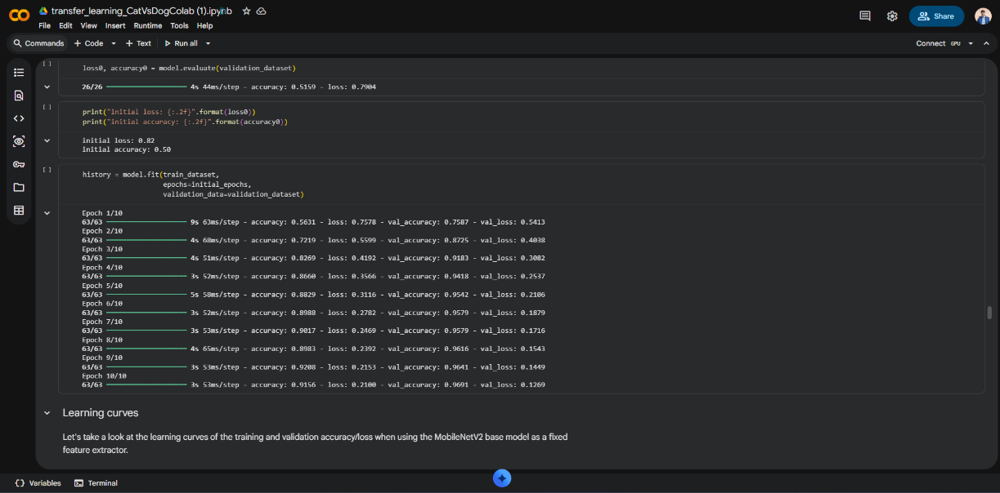 CO transfer_learning_CatVsDogColab (1).ipynb
File Edit View Insert Runtime Tools Help
Share
Commands + Code + Text Run all
Connect GPU
[ ] loss0, accuracy0 = model.evaluate(validation_dataset)
26/26 4s 44ms/step - accuracy: 0.5159 - loss: 0.7904
[ ] print("initial loss: {:.2f}".format(loss0))
print("initial accuracy: {:.2f}".format(accuracy0))
initial loss: 0.82
initial accuracy: 0.50
[ ] history = model.fit(train_dataset,
epochs=initial_epochs,
validation_data=validation_dataset)
Epoch 1/10
63/63 9s 63ms/step - accuracy: 0.5631 - loss: 0.7578 - val_accuracy: 0.7587 - val_loss: 0.5413
Epoch 2/10
63/63 4s 68ms/step - accuracy: 0.7219 - loss: 0.5599 - val_accuracy: 0.8725 - val_loss: 0.4038
Epoch 3/10
63/63 4s 51ms/step - accuracy: 0.8269 - loss: 0.4192 - val_accuracy: 0.9183 - val_loss: 0.3082
Epoch 4/10
63/63 3s 52ms/step - accuracy: 0.8660 - loss: 0.3566 - val_accuracy: 0.9418 - val_loss: 0.2537
Epoch 5/10
63/63 5s 58ms/step - accuracy: 0.8829 - loss: 0.3116 - val_accuracy: 0.9542 - val_loss: 0.2106
Epoch 6/10
63/63 3s 52ms/step - accuracy: 0.8988 - loss: 0.2782 - val_accuracy: 0.9579 - val_loss: 0.1879
Epoch 7/10
63/63 3s 53ms/step - accuracy: 0.9017 - loss: 0.2469 - val_accuracy: 0.9579 - val_loss: 0.1716
Epoch 8/10
63/63 4s 65ms/step - accuracy: 0.8983 - loss: 0.2392 - val_accuracy: 0.9616 - val_loss: 0.1543
Epoch 9/10
63/63 3s 53ms/step - accuracy: 0.9208 - loss: 0.2153 - val_accuracy: 0.9641 - val_loss: 0.1449
Epoch 10/10
63/63 3s 53ms/step - accuracy: 0.9156 - loss: 0.2100 - val_accuracy: 0.9691 - val_loss: 0.1269
Learning curves
Let's take a look at the learning curves of the training and validation accuracy/loss when using the MobileNetV2 base model as a fixed
feature extractor.
{} Variables Terminal